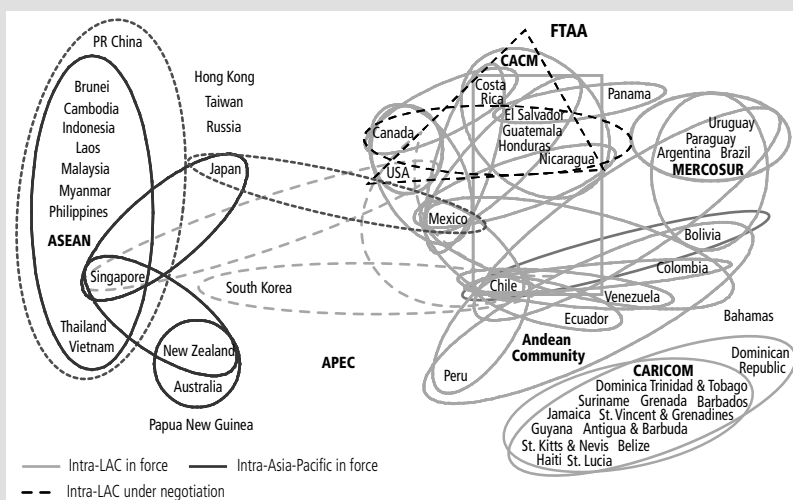 FTAA
PR China
CACM
Hong Kong
Taiwan
Russia
Brunei
Cambodia
Indonesia
Laos
Malaysia
Myanmar
Philippines
ASEAN
Singapore
Thailand
Vietnam
Japan
New Zealand
Australia
Papua New Guinea
South Korea
APEC
Canada
USA
Mexico
Costa
Rica
El Salvador
Guatemala
Honduras
Nicaragua
Panama
Uruguay
Paraguay
Argentina Brazil
MERCOSUR
Bolivia
Colombia
Venezuela
Ecuador
Chile
Peru
Andean
Community
Bahamas
Dominican
Republic
CARICOM
Dominica Trinidad & Tobago
Suriname Grenada Barbados
Jamaica St. Vincent & Grenadines
Guyana Antigua & Barbuda
St. Kitts & Nevis Belize
Haiti St. Lucia
Intra-LAC in force
Intra-Asia-Pacific in force
Intra-LAC under negotiation